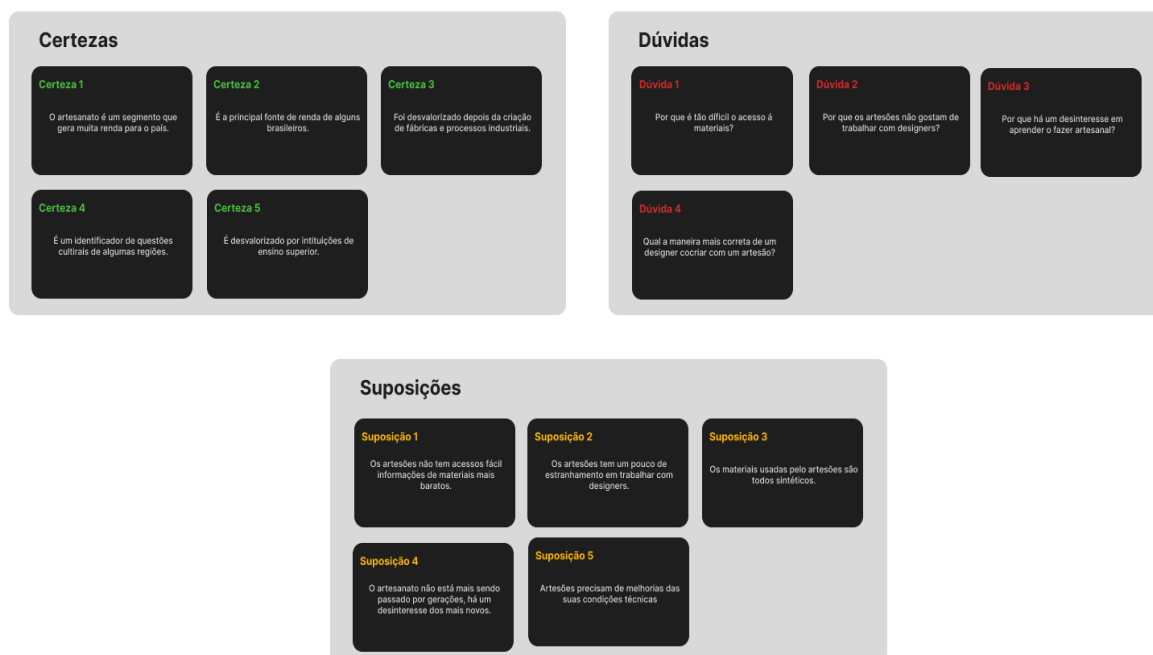 Certezas
Certeza 1
O artesanato é um segmento que
gera muita renda para o país.
Certeza 2
É a principal fonte de renda de alguns
brasileiros.
Certeza 3
Foi desvalorizado depois da criação
de fábricas e processos industriais.
Certeza 4
É um identificador de questões
cultirais de algumas regiões.
Certeza 5
É desvalorizado por intituições de
ensino superior.
Dúvidas
Dúvida 1
Por que é tão díficil o acesso á
materiais?
Dúvida 2
Por que os artesões não gostam de
trabalhar com designers?
Dúvida 3
Por que há um desinteresse em
aprender o fazer artesanal?
Dúvida 4
Qual a maneira mais correta de um
designer cocriar com um artesão?
Suposições
Suposição 1
Os artesões não tem acessos fácil
informações de materiais mais
baratos.
Suposição 2
Os artesões tem um pouco de
estranhamento em trabalhar com
designers.
Suposição 3
Os materiais usadas pelo artesões são
todos sintéticos.
Suposição 4
O artesanato não está mais sendo
passado por gerações, há um
desinteresse dos mais novos.
Suposição 5
Artesões precisam de melhorias das
suas condições técnicas